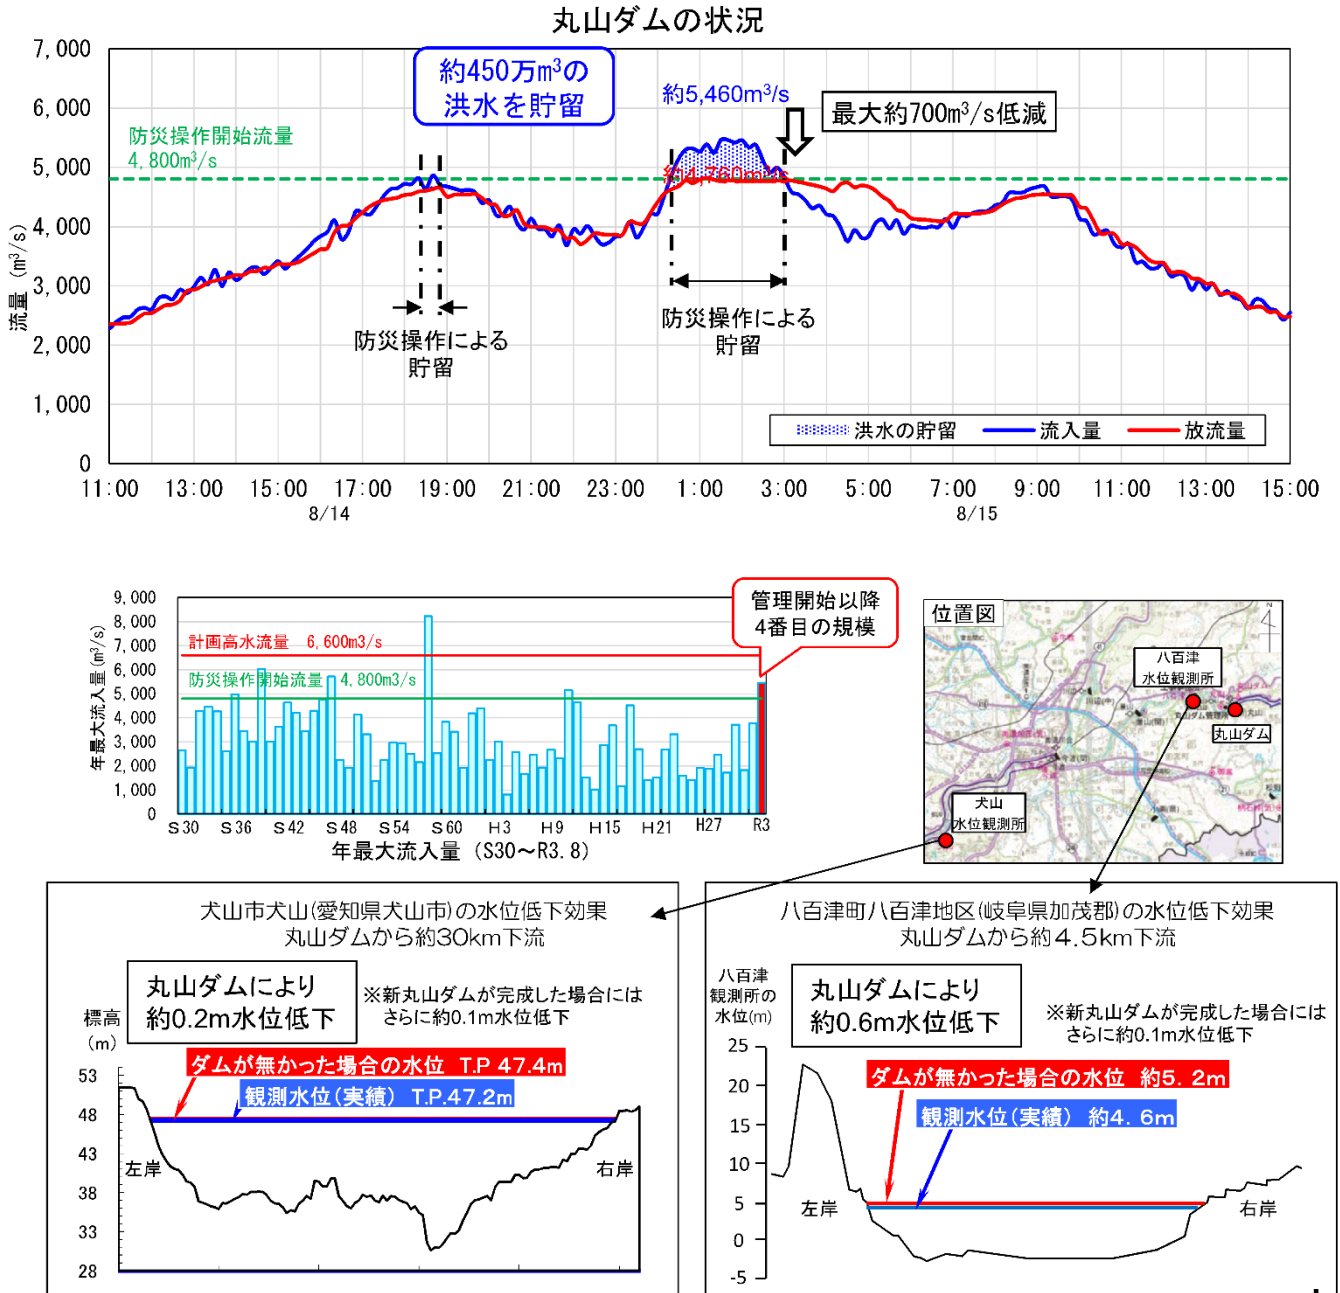 丸山ダムの状況
7,000
6,000
5,000
4,000
3,000
2,000
1,000
0
流量 (m³/s)
約450万m³の
洪水を貯留
防災操作開始流量
4,800m³/s
約5,460m³/s
約4,760m³/s
最大約700m³/s低減
防災操作による
貯留
防災操作による
貯留
洪水の貯留
流入量
放流量
11:00 13:00 15:00 17:00 19:00 21:00 23:00 1:00 3:00 5:00 7:00 9:00 11:00 13:00 15:00
8/14
8/15
9,000
8,000
7,000
6,000
5,000
4,000
3,000
2,000
1,000
0
年最大流入量(m³/s)
計画高水流量 6,600m3/s
防災操作開始流量 4,800m3/s
管理開始以降
4番目の規模
S30 S36 S42 S48 S54 S60 H3 H9 H15 H21 H27 R3
年最大流入量 (S30～R3.8)
位置図
八百津
水位観測所
丸山ダム管理所
丸山ダム
犬山
水位観測所
犬山市犬山(愛知県犬山市)の水位低下効果
丸山ダムから約30km下流
丸山ダムにより
約0.2m水位低下
※新丸山ダムが完成した場合には
さらに約0.1m水位低下
標高
(m)
ダムが無かった場合の水位 T.P 47.4m
観測水位(実績) T.P.47.2m
53
48
43
38
33
28
左岸
右岸
八百津町八百津地区(岐阜県加茂郡)の水位低下効果
丸山ダムから約4.5km下流
八百津
観測所の
水位(m)
丸山ダムにより
約0.6m水位低下
※新丸山ダムが完成した場合には
さらに約0.1m水位低下
ダムが無かった場合の水位 約5.2m
観測水位(実績) 約4.6m
25
20
15
10
5
0
-5
左岸
右岸